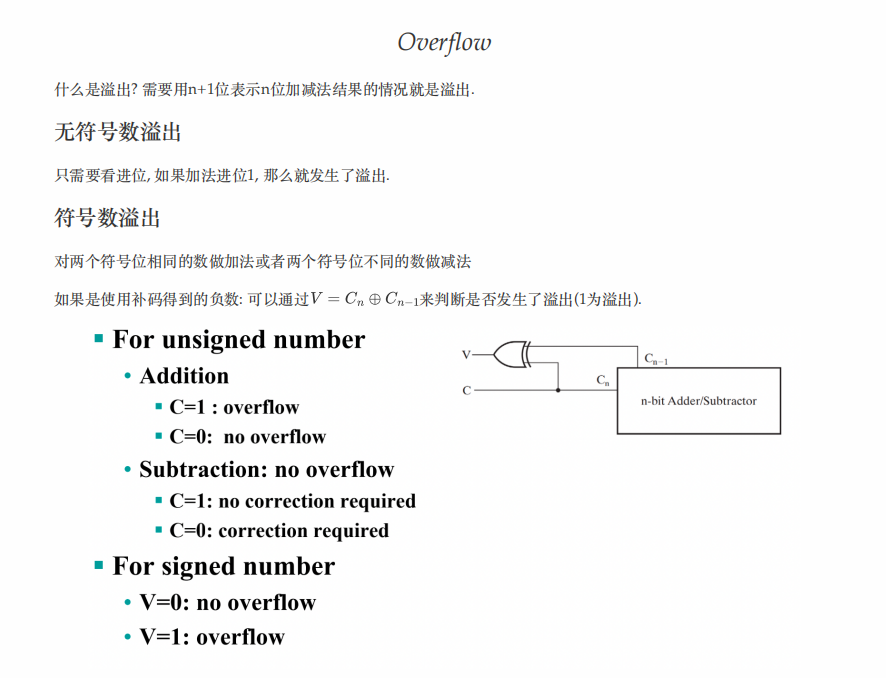 Overflow
什么是溢出? 需要用n+1位表示n位加减法结果的情况就是溢出.
无符号数溢出
只需要看进位, 如果加法进位1, 那么就发生了溢出.
符号数溢出
对两个符号位相同的数做加法或者两个符号位不同的数做减法
如果是使用补码得到的负数: 可以通过V = Cₙ ⊕ Cₙ₋₁来判断是否发生了溢出(1为溢出).
For unsigned number
Addition
C=1 : overflow
C=0: no overflow
Subtraction: no overflow
C=1: no correction required
C=0: correction required
For signed number
V=0: no overflow
V=1: overflow
V
Cₙ₋₁
Cₙ
C
n-bit Adder/Subtractor